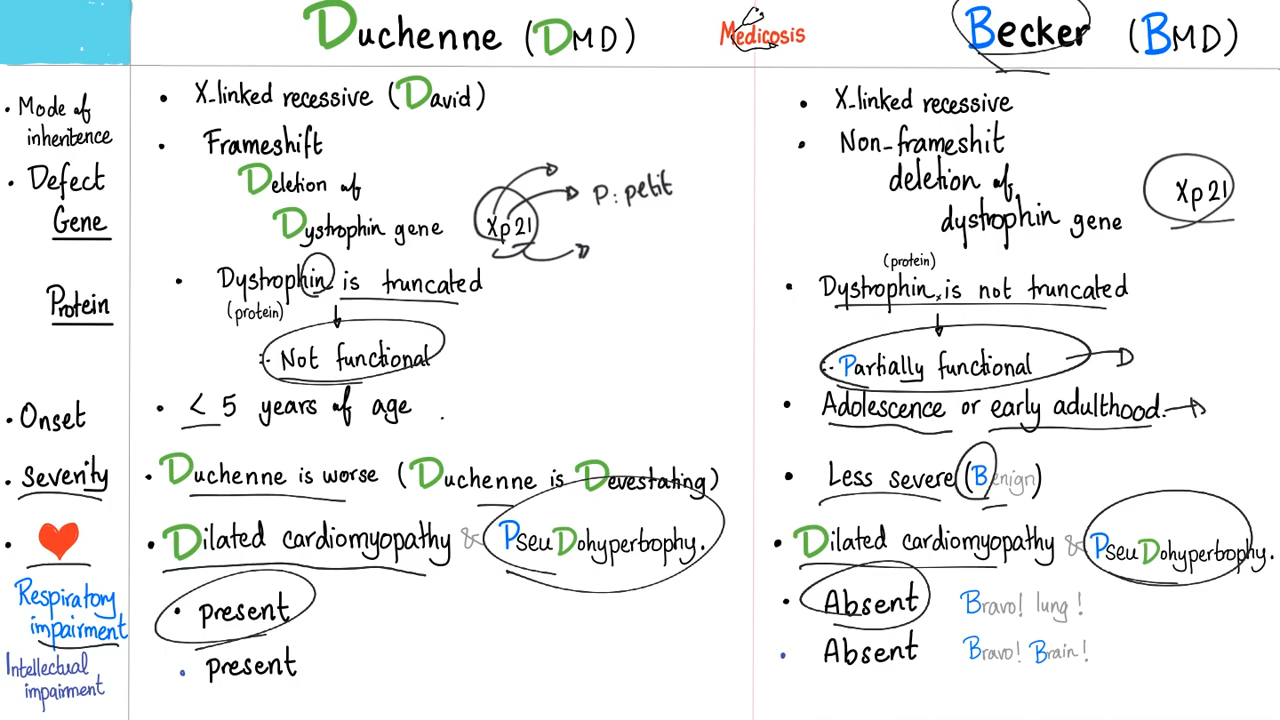 Duchenne (DMD)
Medicosis
Becker (BMD)
• Mode of
inheritence
• X-linked recessive (David)
• X-linked recessive
• Defect
Gene
• Frameshift
Deletion of
Dystrophin gene
Xp21
P: petit
• Non-frameshit
deletion of
dystrophin gene
Xp21
Protein
• Dystrophin is truncated
(protein)
∴ Not functional
(protein)
• Dystrophin is not truncated
∴ Partially functional
• Onset
• < 5 years of age
• Adolescence or early adulthood.
• Severity
• Duchenne is worse (Duchenne is Devestating)
• Less severe (Benign)
• Dilated cardiomyopathy & PseuDohypertrophy.
• Dilated cardiomyopathy & PseuDohypertrophy.
Respiratory
impairment
• present
• Absent Bravo! lung!
Intellectual
impairment
• present
• Absent Bravo! Brain!